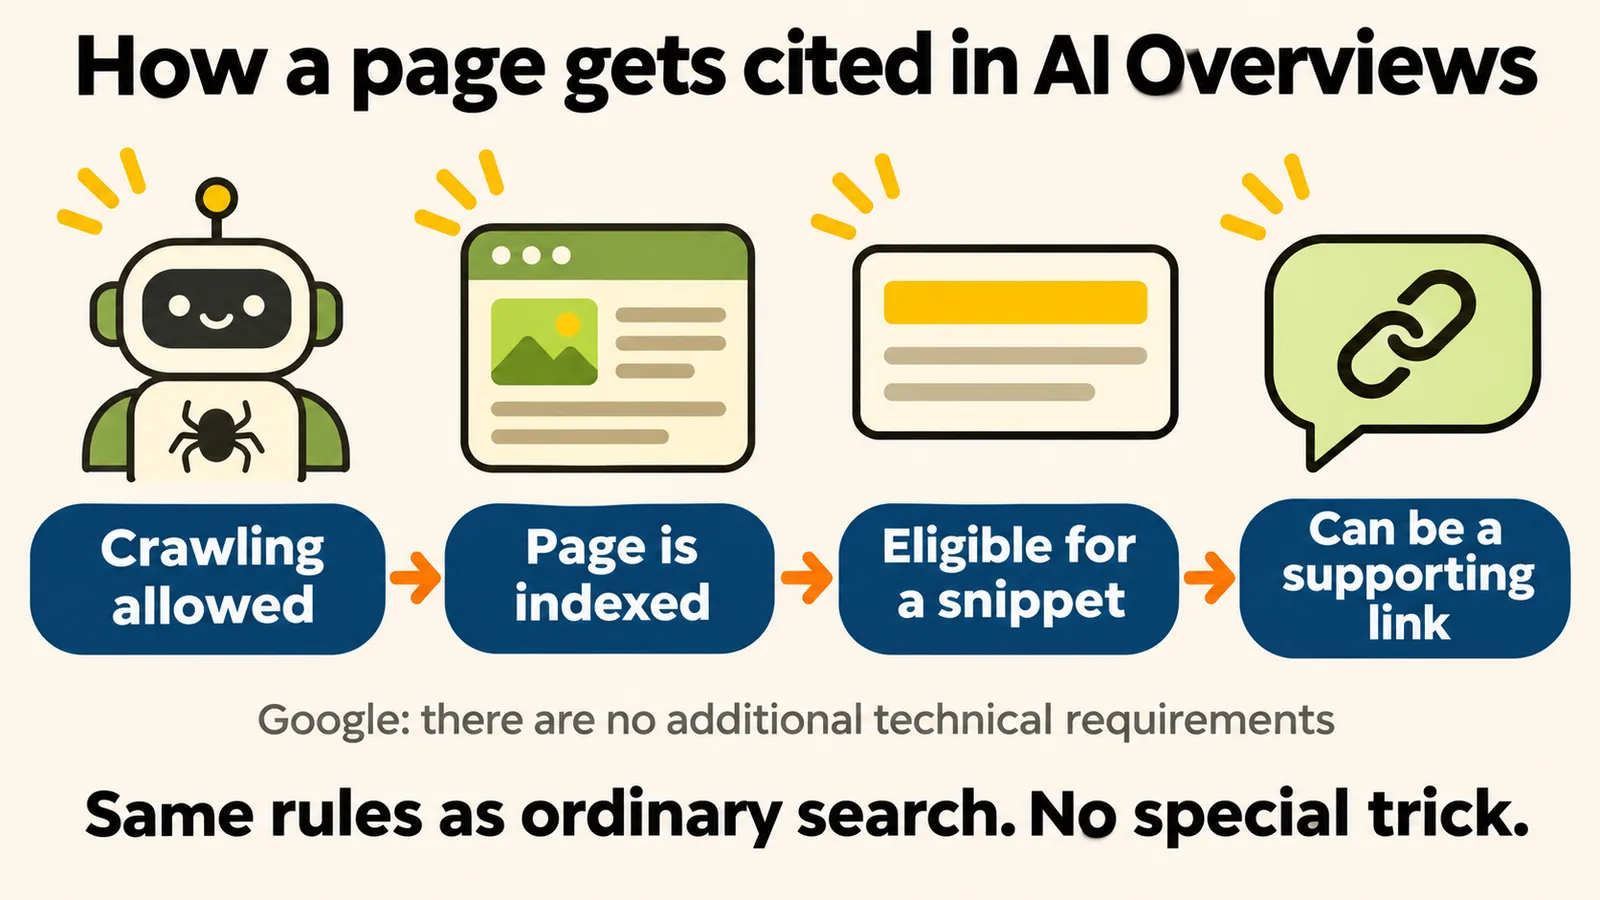 How a page gets cited in AI Overviews
Crawling
allowed
Page is
indexed
Eligible for
a snippet
Can be a
supporting
link
Google: there are no additional technical requirements
Same rules as ordinary search. No special trick.